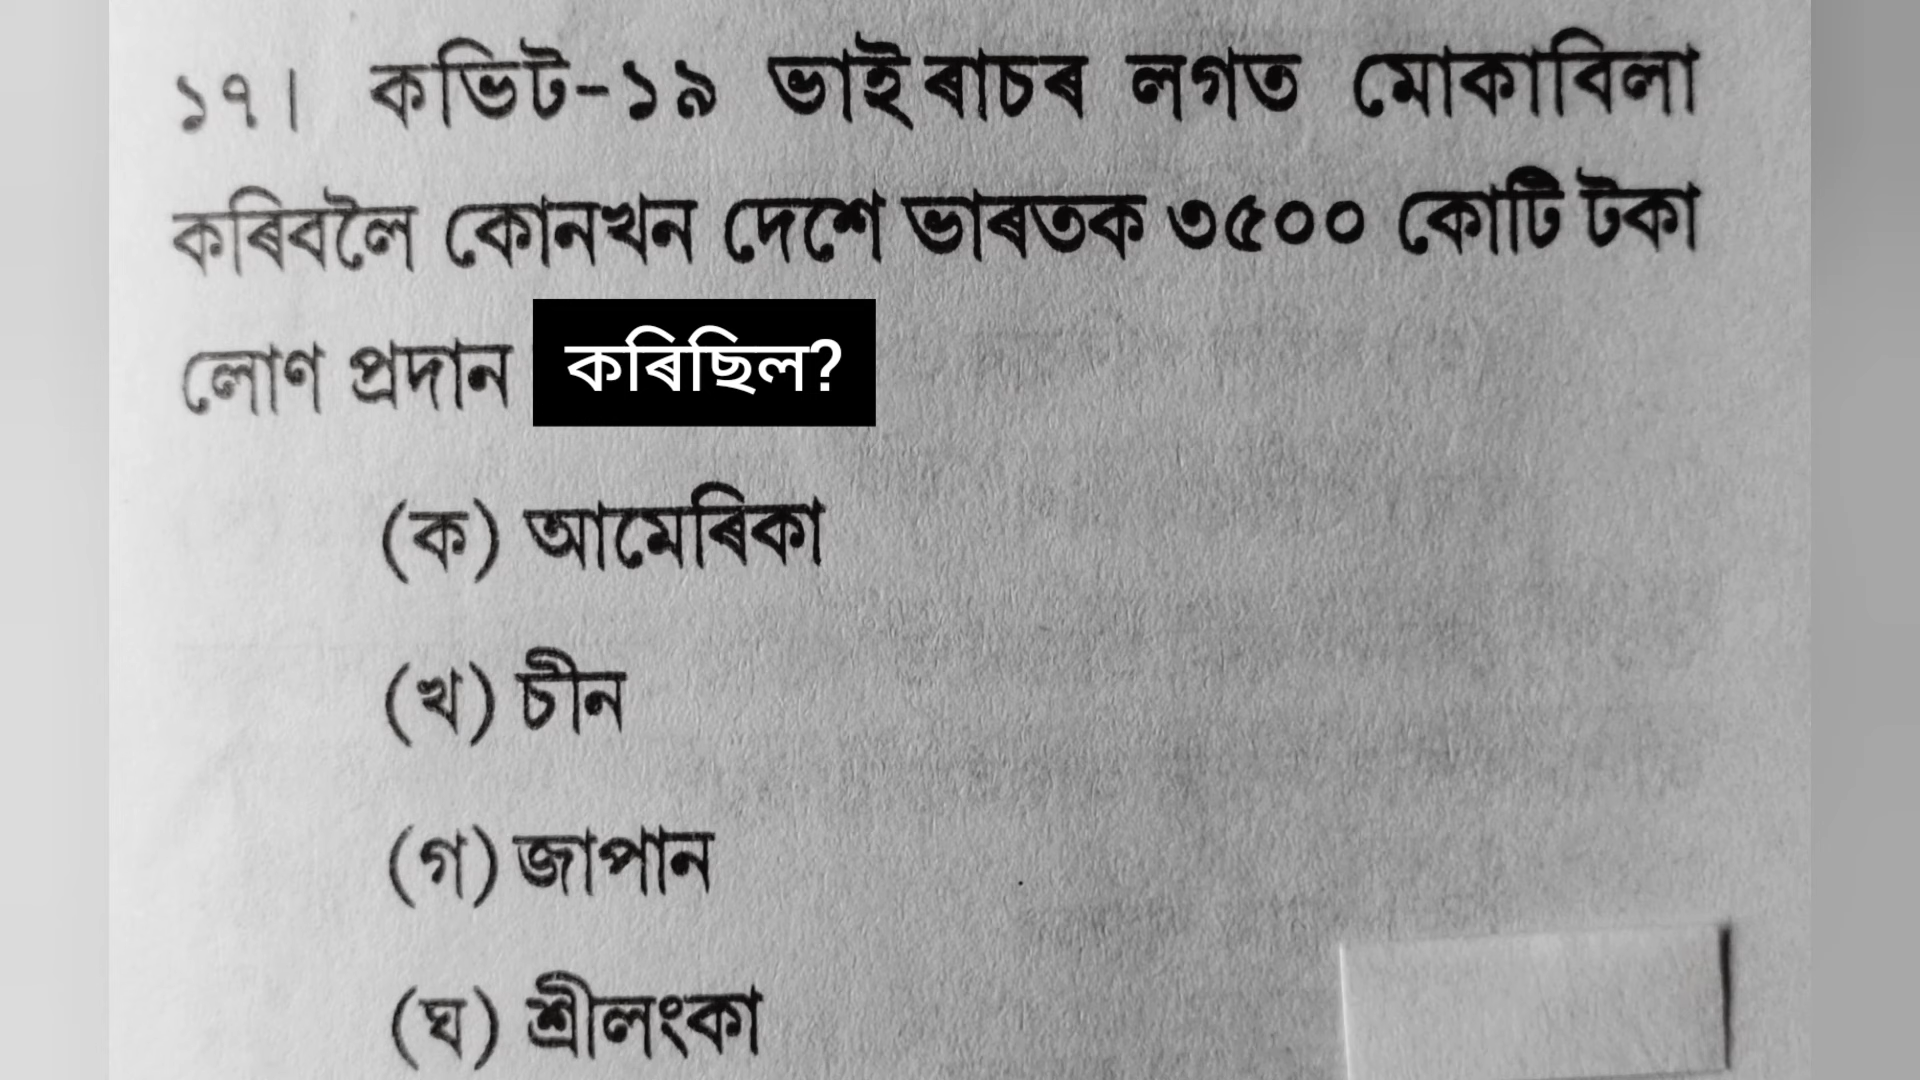 ১৭। কভিট-১৯ ভাইৰাচৰ লগত মোকাবিলা
কৰিবলৈ কোনখন দেশে ভাৰতক ৩৫০০ কোটি টকা
লোণ প্ৰদান কৰিছিল?
(ক) আমেৰিকা
(খ) চীন
(গ) জাপান
(ঘ) শ্ৰীলংকা